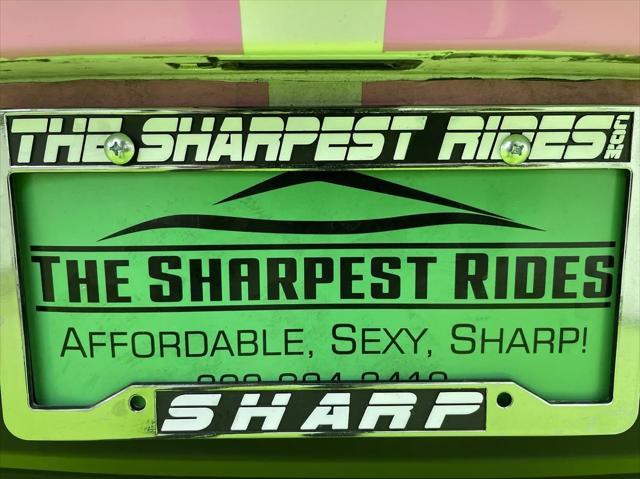 THE SHARPEST RIDES.COM
THE SHARPEST RIDES
AFFORDABLE, SEXY, SHARP!
SHARP